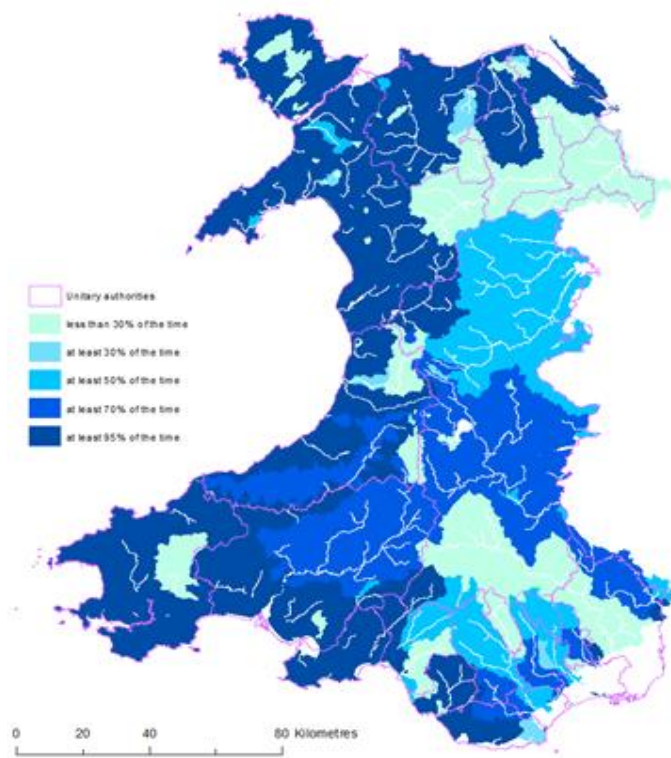 Unitary authorities
less than 30% of the time
at least 30% of the time
at least 50% of the time
at least 70% of the time
at least 95% of the time
0 20 40 80 Kilometres